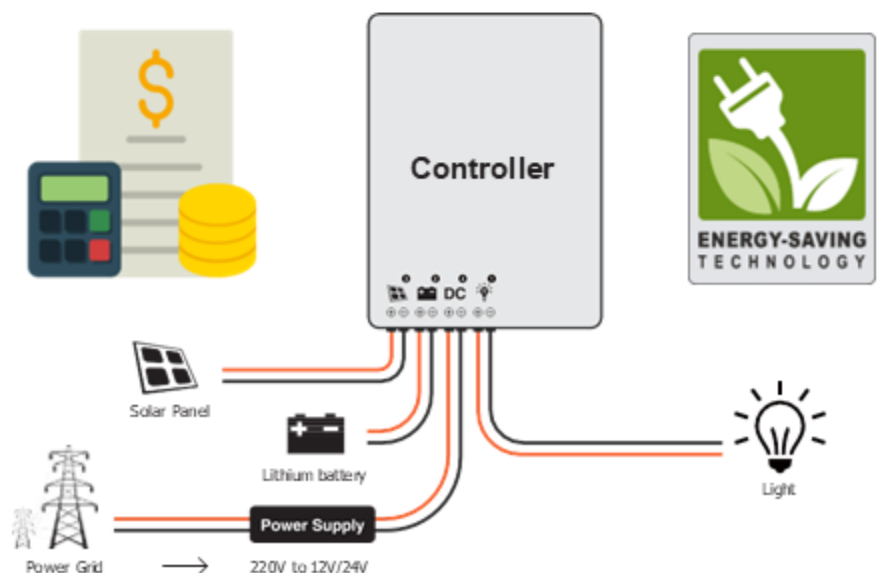 $
Controller
ENERGY-SAVING
TECHNOLOGY
DC
Solar Panel
Lithium battery
Light
Power Supply
Power Grid
220V to 12V/24V